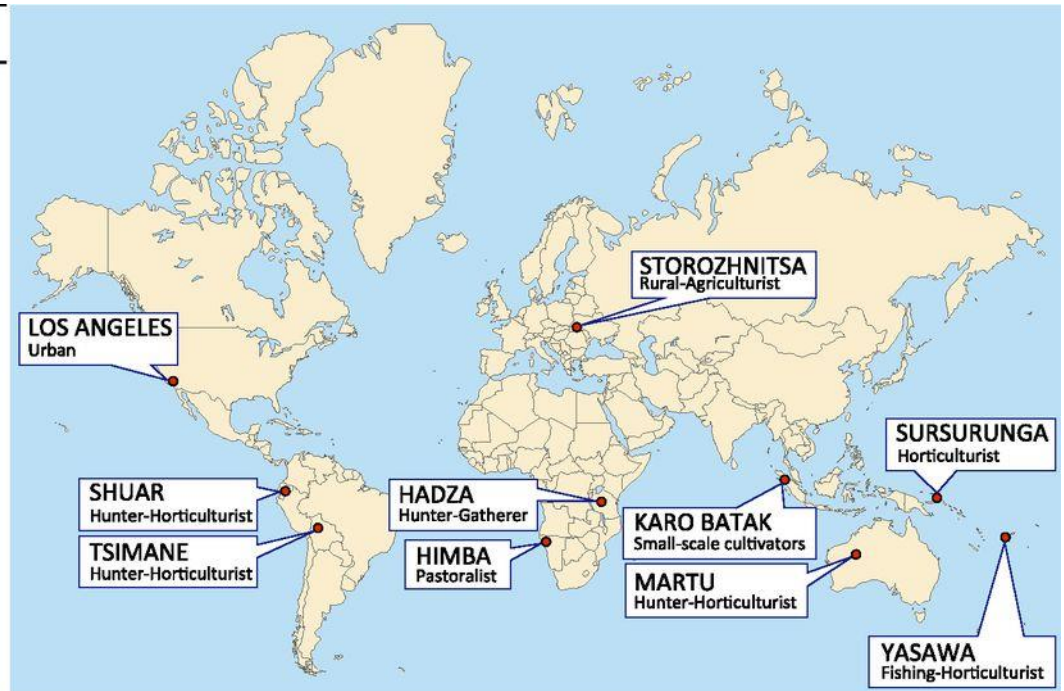 STOROZHNITSA
Rural-Agriculturist
LOS ANGELES
Urban
SURSURUNGA
Horticulturist
SHUAR
Hunter-Horticulturist
HADZA
Hunter-Gatherer
KARO BATAK
Small-scale cultivators
TSIMANE
Hunter-Horticulturist
HIMBA
Pastoralist
MARTU
Hunter-Horticulturist
YASAWA
Fishing-Horticulturist